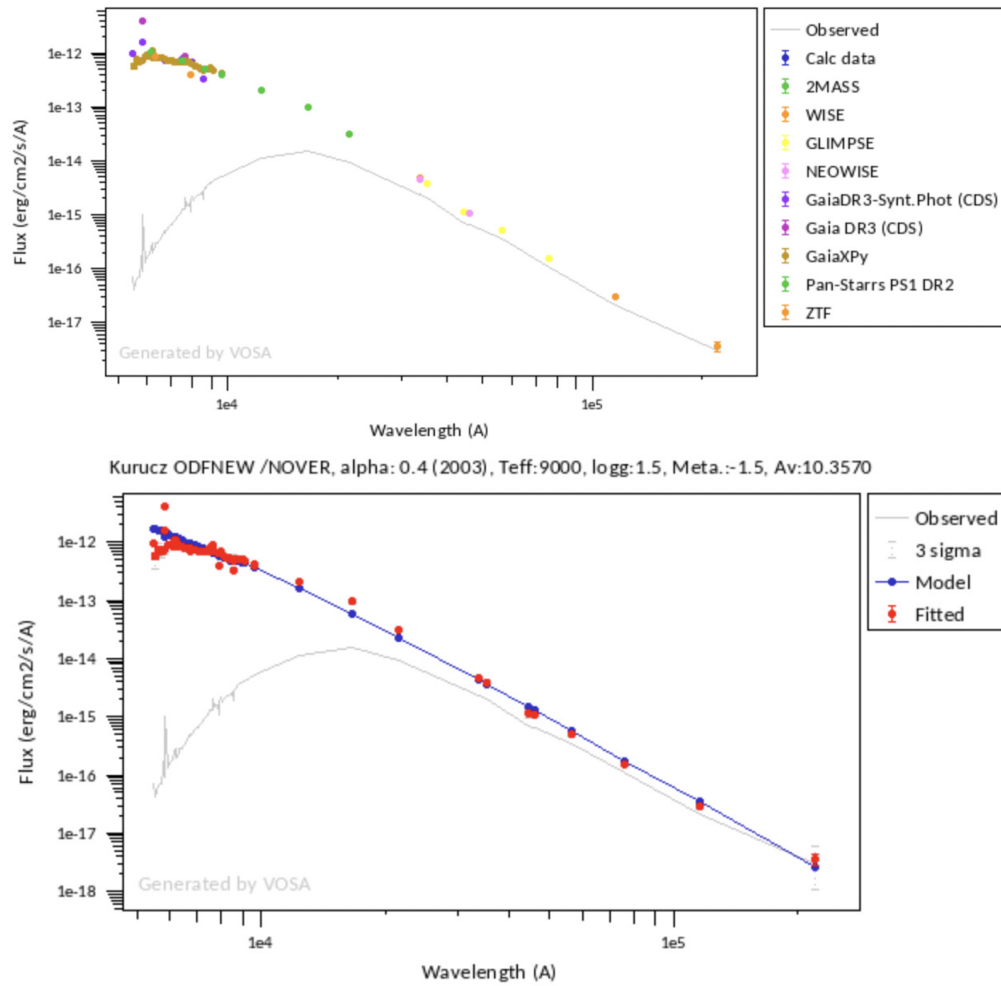 1e-12
1e-13
1e-14
1e-15
1e-16
1e-17
Flux (erg/cm2/s/A)
Generated by VOSA
1e4
1e5
Wavelength (A)
Observed
Calc data
2MASS
WISE
GLIMPSE
NEOWISE
GaiaDR3-Synt.Phot (CDS)
Gaia DR3 (CDS)
GaiaXPy
Pan-Starrs PS1 DR2
ZTF
Kurucz ODFNEW /NOVER, alpha: 0.4 (2003), Teff:9000, logg:1.5, Meta.:-1.5, Av:10.3570
1e-12
1e-13
1e-14
1e-15
1e-16
1e-17
1e-18
Flux (erg/cm2/s/A)
Generated by VOSA
1e4
1e5
Wavelength (A)
Observed
3 sigma
Model
Fitted